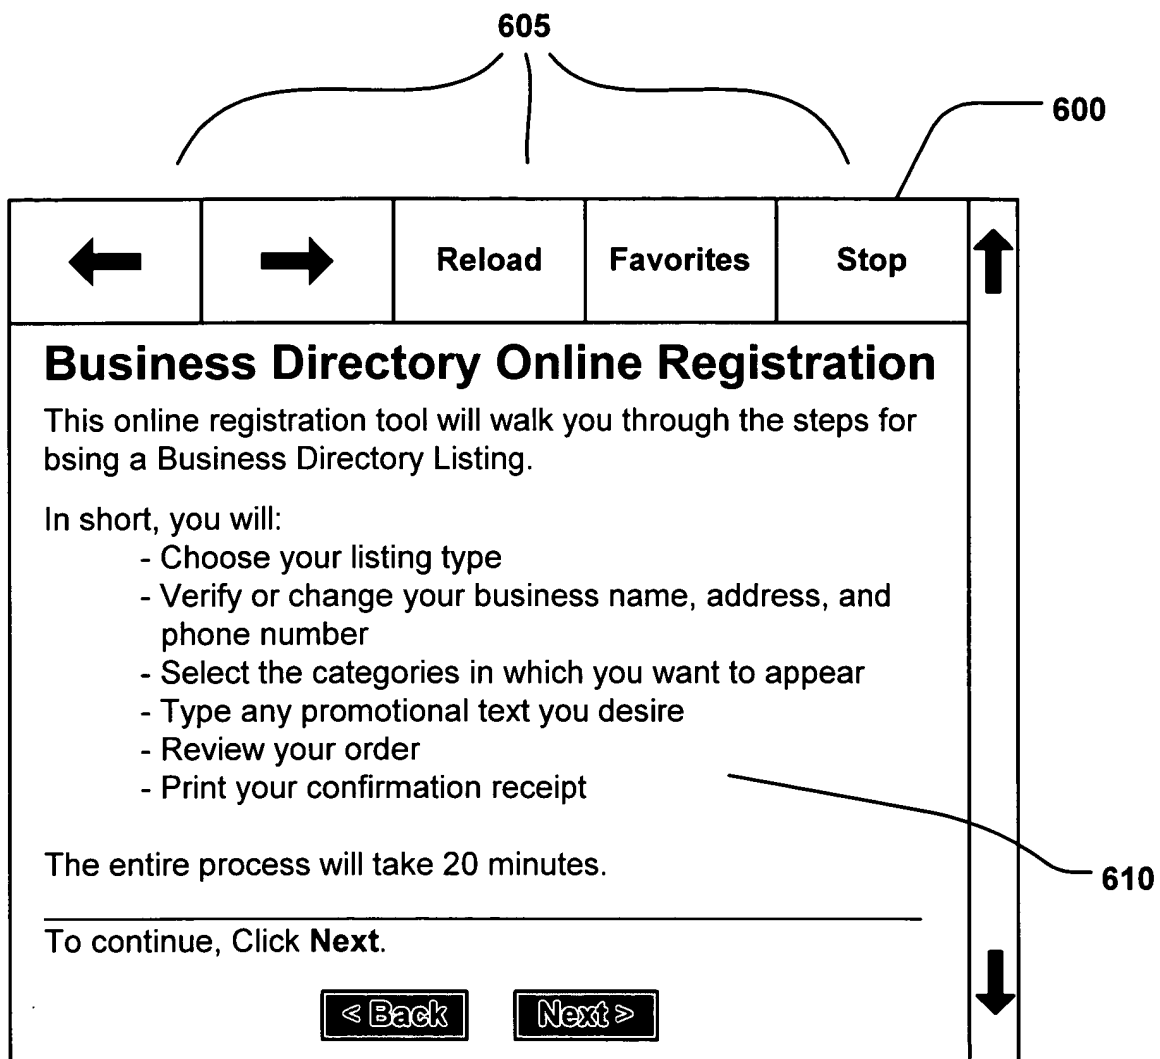 605
600
Reload Favorites Stop
Business Directory Online Registration
This online registration tool will walk you through the steps for
bsing a Business Directory Listing.
In short, you will:
- Choose your listing type
- Verify or change your business name, address, and
phone number
- Select the categories in which you want to appear
- Type any promotional text you desire
- Review your order
- Print your confirmation receipt
610
The entire process will take 20 minutes.
To continue, Click Next.
< Back Next >